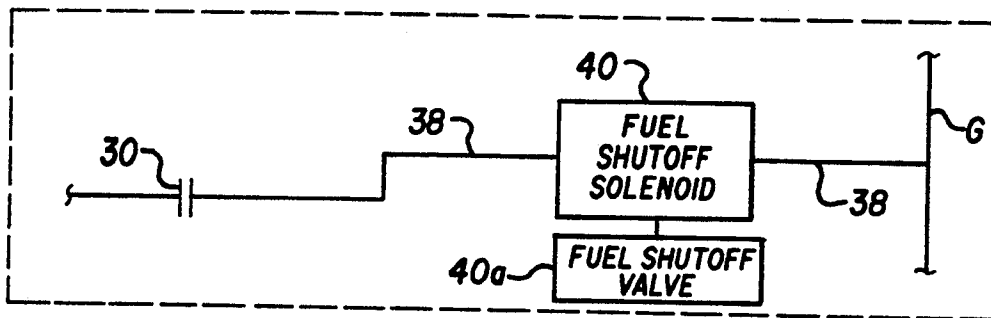 40
FUEL
SHUTOFF
SOLENOID
G
38
30
38
40a
FUEL SHUTOFF
VALVE